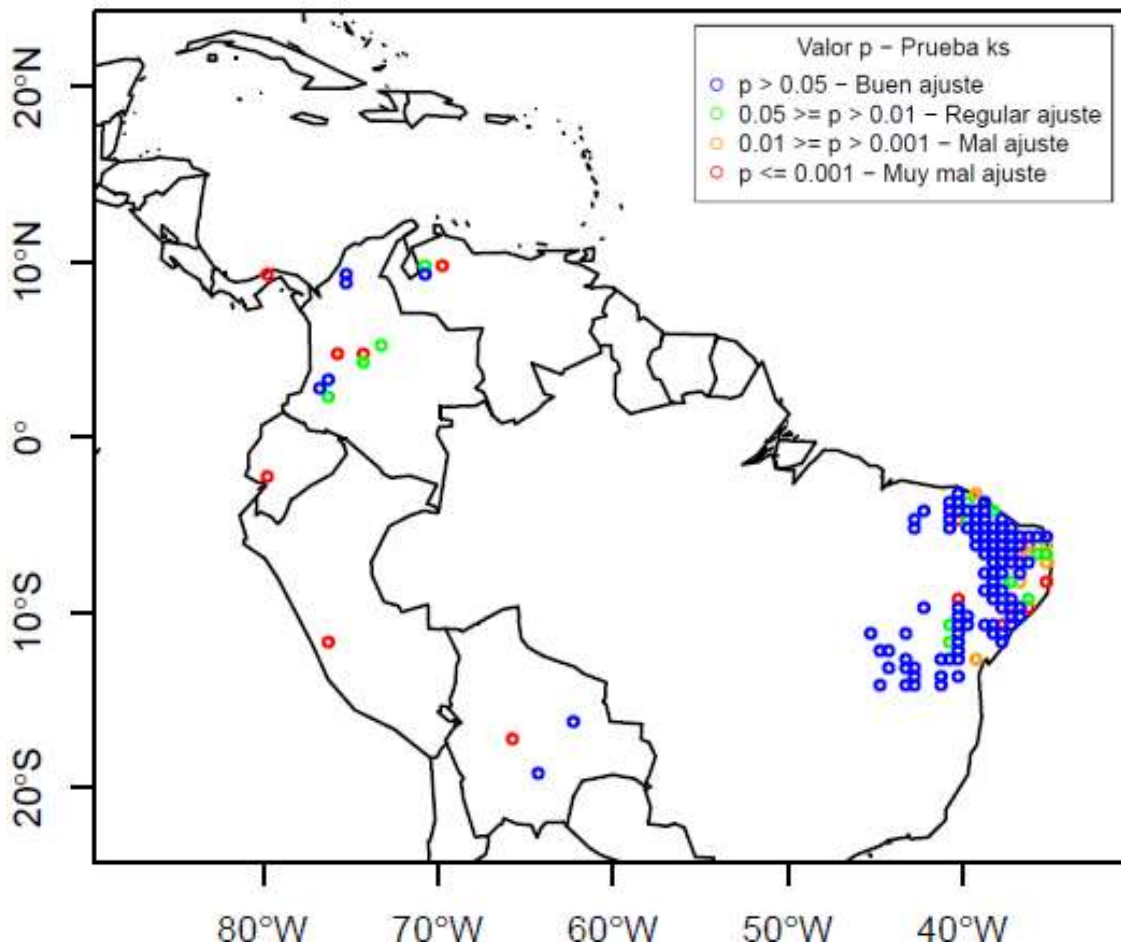 Valor p − Prueba ks
p > 0.05 − Buen ajuste
0.05 >= p > 0.01 − Regular ajuste
0.01 >= p > 0.001 − Mal ajuste
p <= 0.001 − Muy mal ajuste
20°N
10°N
0°
10°S
20°S
80°W 70°W 60°W 50°W 40°W